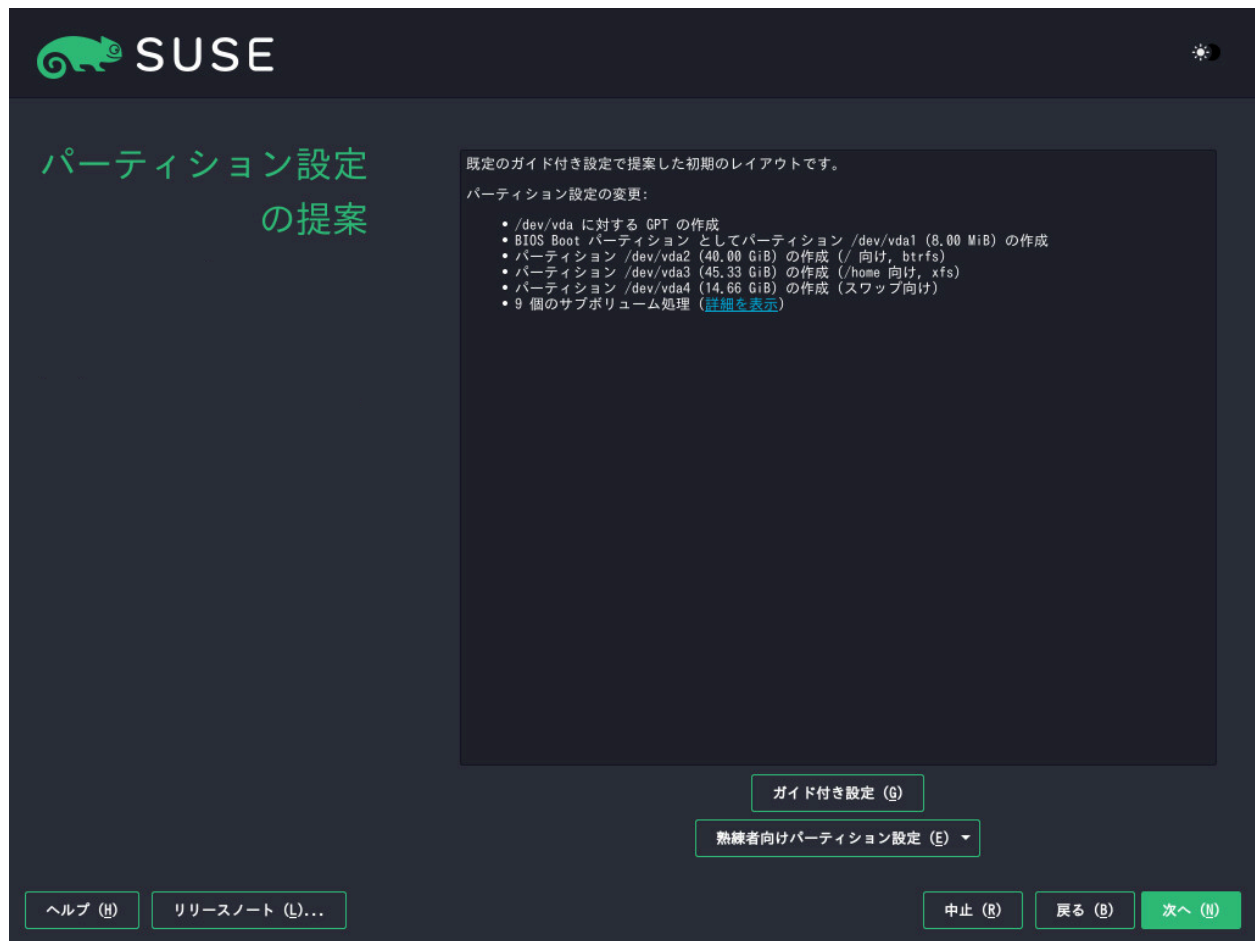 SUSE
パーティション設定
の提案
既定のガイド付き設定で提案した初期のレイアウトです。
パーティション設定の変更:
• /dev/vda に対する GPT の作成
• BIOS Boot パーティション としてパーティション /dev/vda1 (8.00 MiB) の作成
• パーティション /dev/vda2 (40.00 GiB) の作成 (/ 向け, btrfs)
• パーティション /dev/vda3 (45.33 GiB) の作成 (/home 向け, xfs)
• パーティション /dev/vda4 (14.66 GiB) の作成 (スワップ向け)
• 9 個のサブボリューム処理 (詳細を表示)
ガイド付き設定 (G)
熟練者向けパーティション設定 (E)
ヘルプ (H)
リリースノート (L)...
中止 (R)
戻る (B)
次へ (N)